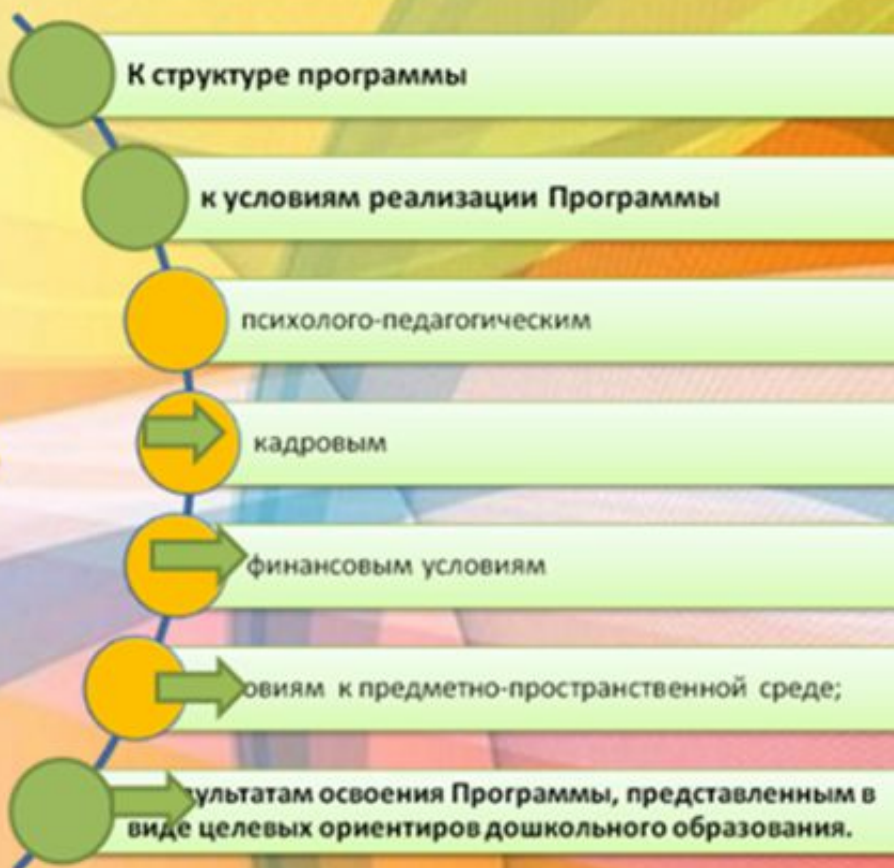 К структуре программы
к условиям реализации Программы
психолого-педагогическим
кадровым
финансовым условиям
овиям к предметно-пространственной среде;
зультатам освоения Программы, представленным в
виде целевых ориентиров дошкольного образования.